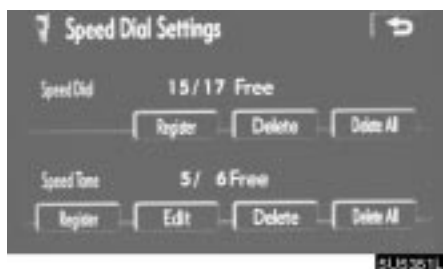 Speed Dial Settings
Speed Dial 15/17 Free
Register Delete Delete All
Speed Tone 5/ 6 Free
Register Edit Delete Delete All